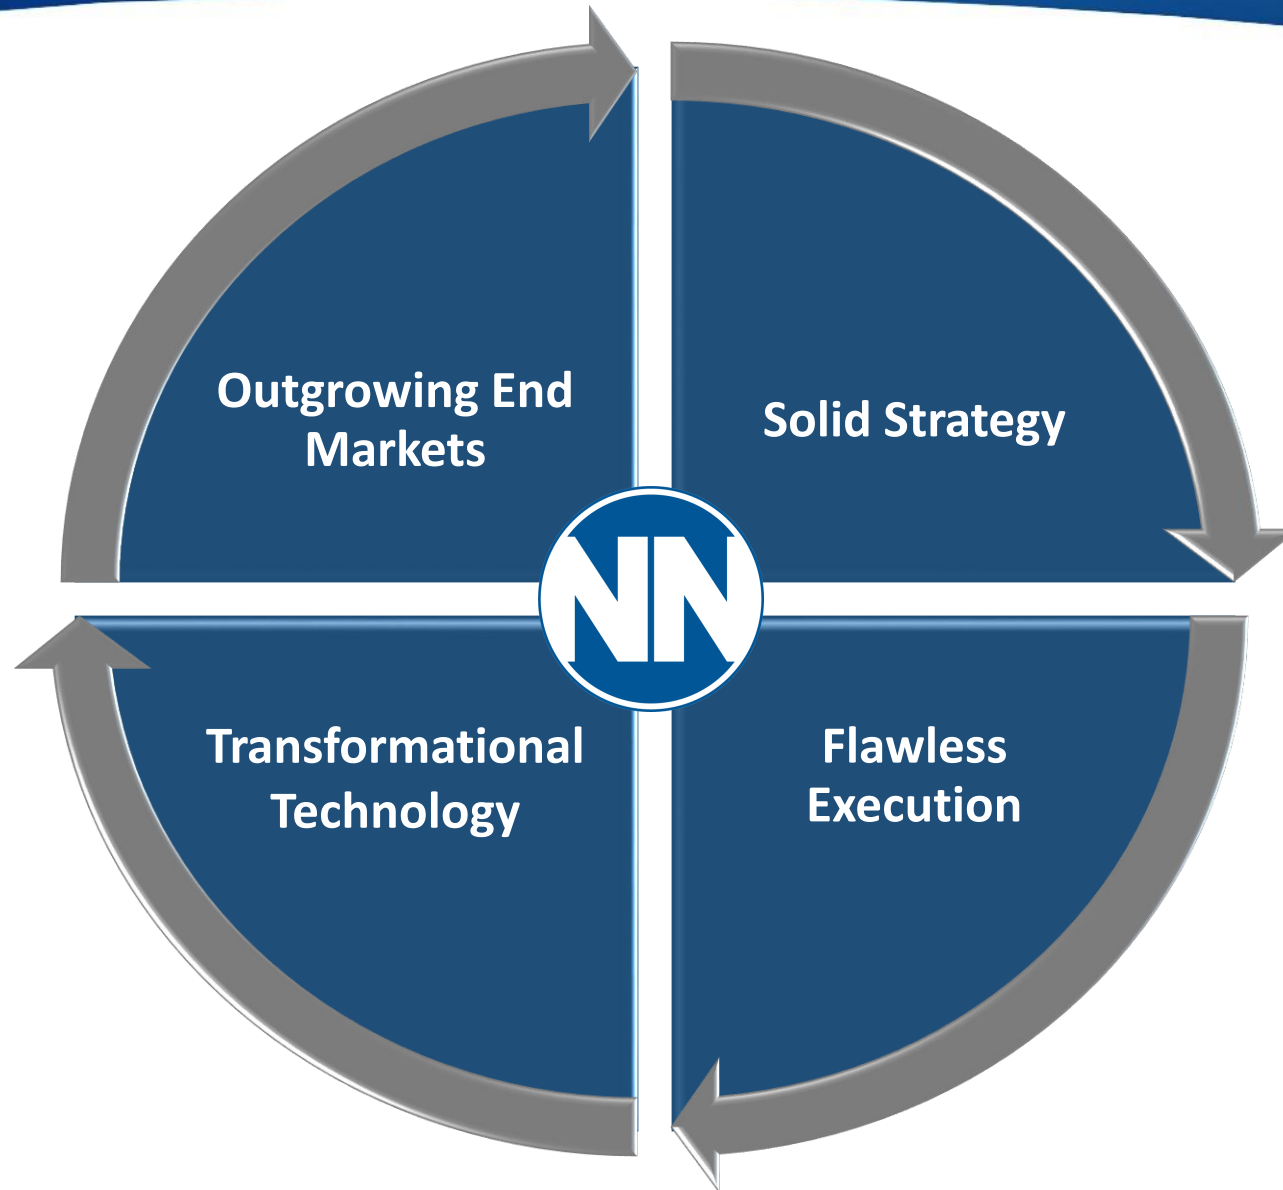 Outgrowing End
Markets
Solid Strategy
NN
Transformational
Technology
Flawless
Execution